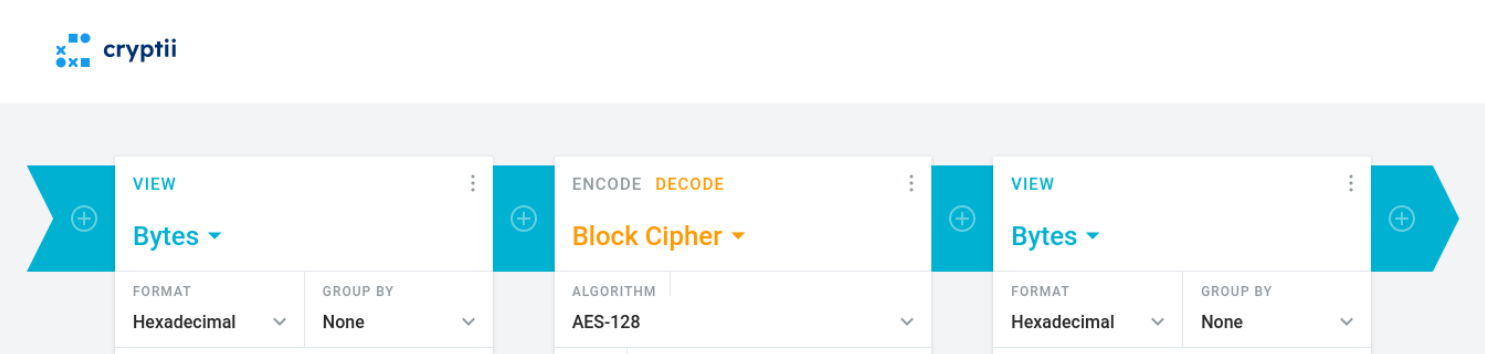 cryptii
VIEW
Bytes
FORMAT
Hexadecimal
GROUP BY
None
ENCODE DECODE
Block Cipher
ALGORITHM
AES-128
VIEW
Bytes
FORMAT
Hexadecimal
GROUP BY
None